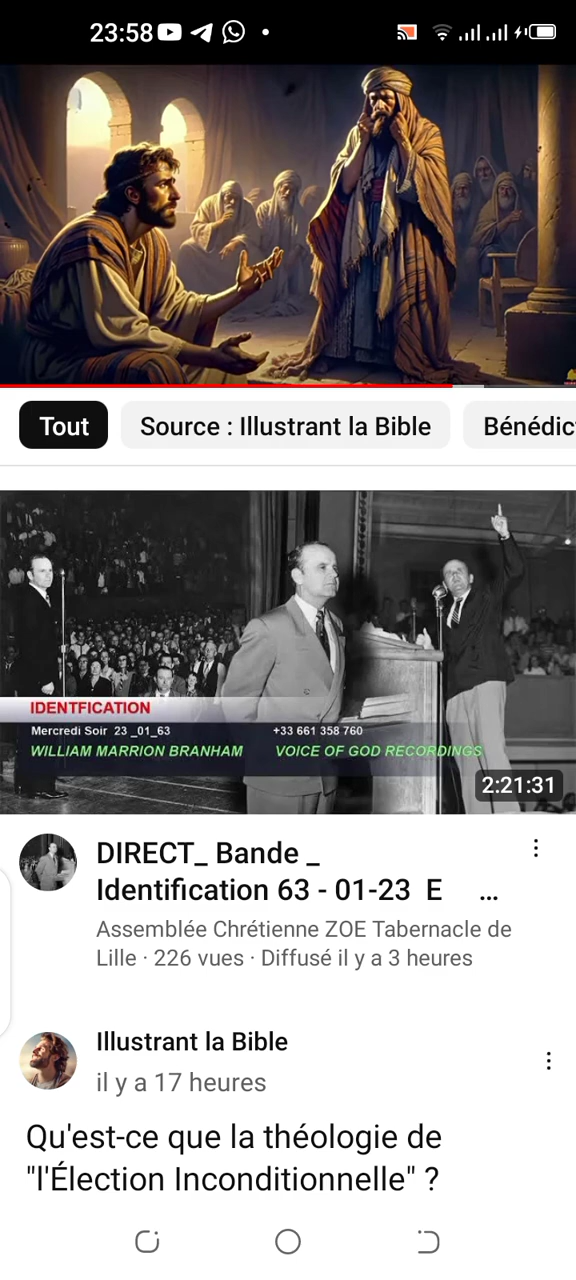 23:58
Tout
Source : Illustrant la Bible
Bénédic
IDENTFICATION
Mercredi Soir 23 _01_63
+33 661 358 760
WILLIAM MARRION BRANHAM
VOICE OF GOD RECORDINGS
2:21:31
DIRECT_ Bande _
Identification 63 - 01-23 E ...
Assemblée Chrétienne ZOE Tabernacle de
Lille · 226 vues · Diffusé il y a 3 heures
Illustrant la Bible
il y a 17 heures
Qu'est-ce que la théologie de
"l'Élection Inconditionnelle" ?